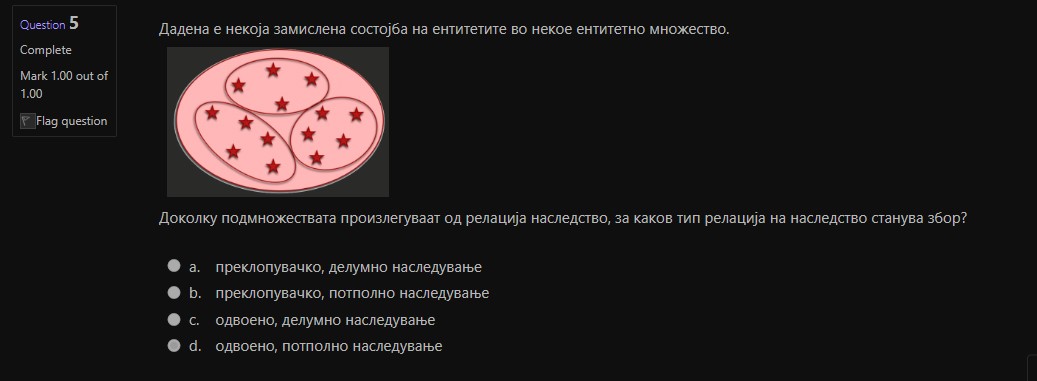 Question 5
Complete
Mark 1.00 out of
1.00
Flag question
Дадена е некоја замислена состојба на ентитетите во некое ентитетно множество.
Доколку подмножествата произлегуваат од релација наследство, за каков тип релација на наследство станува збор?
a. преклопувачко, делумно наследување
b. преклопувачко, потполно наследување
c. одвоено, делумно наследување
d. одвоено, потполно наследување